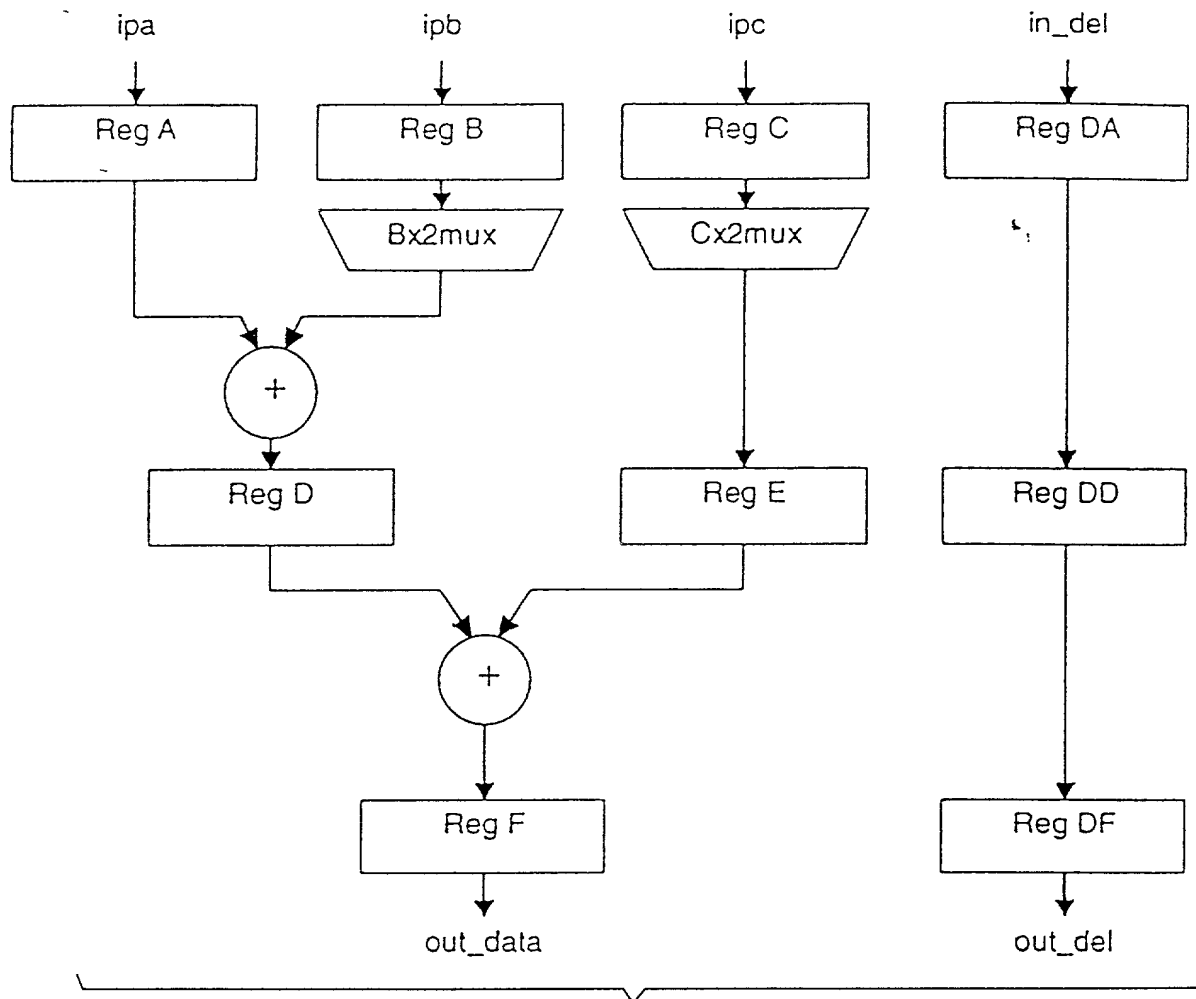 ipa ipb ipc in_del
Reg A Reg B Reg C Reg DA
Bx2mux Cx2mux
+
Reg D Reg E Reg DD
+
Reg F Reg DF
out_data out_del